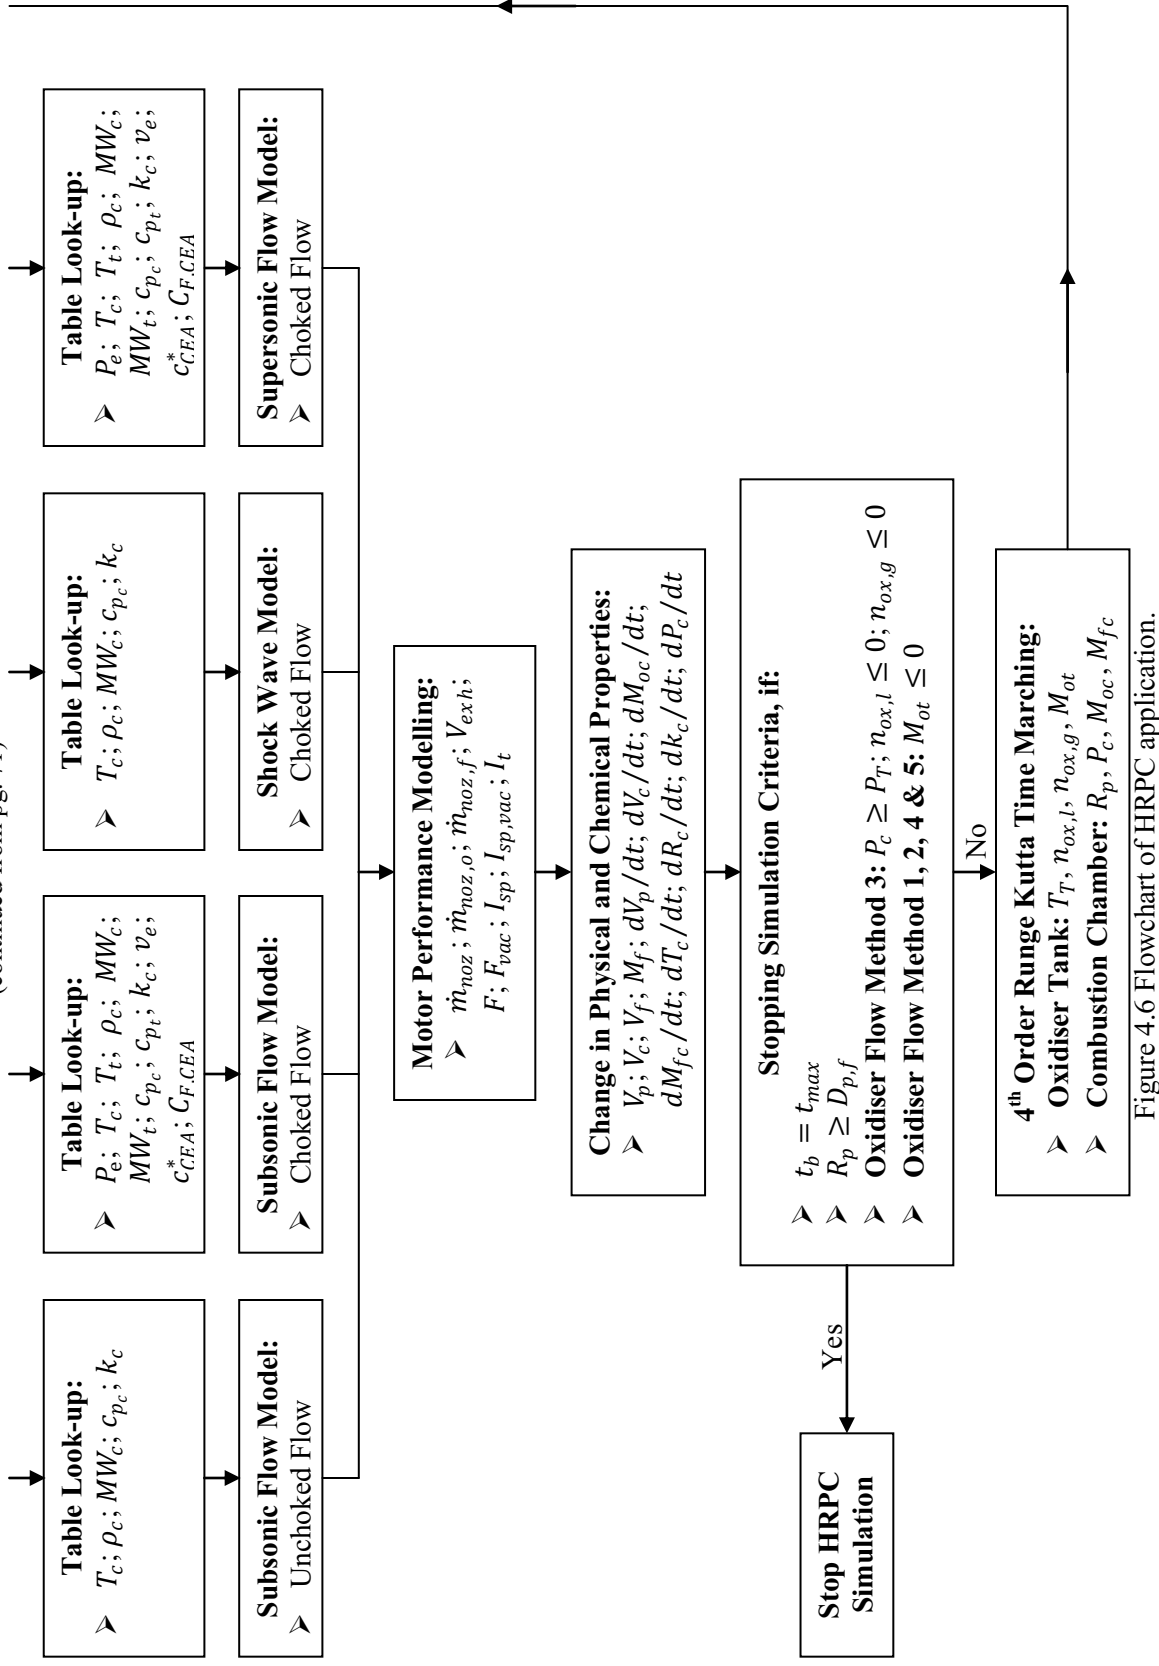 Table Look-up:
➢ T_c; ρ_c; MW_c; c_{p_c}; k_c
Subsonic Flow Model:
➢ Unchoked Flow
Table Look-up:
➢ P_e; T_c; T_t; ρ_c; MW_c;
MW_t; c_{p_c}; c_{p_t}; k_c; v_e;
c*_{CEA}; C_{F.CEA}
Subsonic Flow Model:
➢ Choked Flow
Table Look-up:
➢ T_c; ρ_c; MW_c; c_{p_c}; k_c
Shock Wave Model:
➢ Choked Flow
Table Look-up:
➢ P_e; T_c; T_t; ρ_c; MW_c;
MW_t; c_{p_c}; c_{p_t}; k_c; v_e;
c*_{CEA}; C_{F.CEA}
Supersonic Flow Model:
➢ Choked Flow
Motor Performance Modelling:
➢ ṁ_{noz}; ṁ_{noz,o}; ṁ_{noz,f}; V_{exh};
F; F_{vac}; I_{sp}; I_{sp,vac}; I_t
Change in Physical and Chemical Properties:
➢ V_p; V_c; V_f; M_f; dV_p/dt; dV_c/dt; dM_{oc}/dt;
dM_{fc}/dt; dT_c/dt; dR_c/dt; dk_c/dt; dP_c/dt
Stopping Simulation Criteria, if:
➢ t_b = t_{max}
➢ R_p ≥ D_{p,f}
➢ Oxidiser Flow Method 3: P_c ≥ P_T; n_{ox,l} ≤ 0; n_{ox,g} ≤ 0
➢ Oxidiser Flow Method 1, 2, 4 & 5: M_{ot} ≤ 0
Yes
Stop HRPC
Simulation
No
4th Order Runge Kutta Time Marching:
➢ Oxidiser Tank: T_T, n_{ox,l}, n_{ox,g}, M_{ot}
➢ Combustion Chamber: R_p, P_c, M_{oc}, M_{fc}
Figure 4.6 Flowchart of HRPC application.